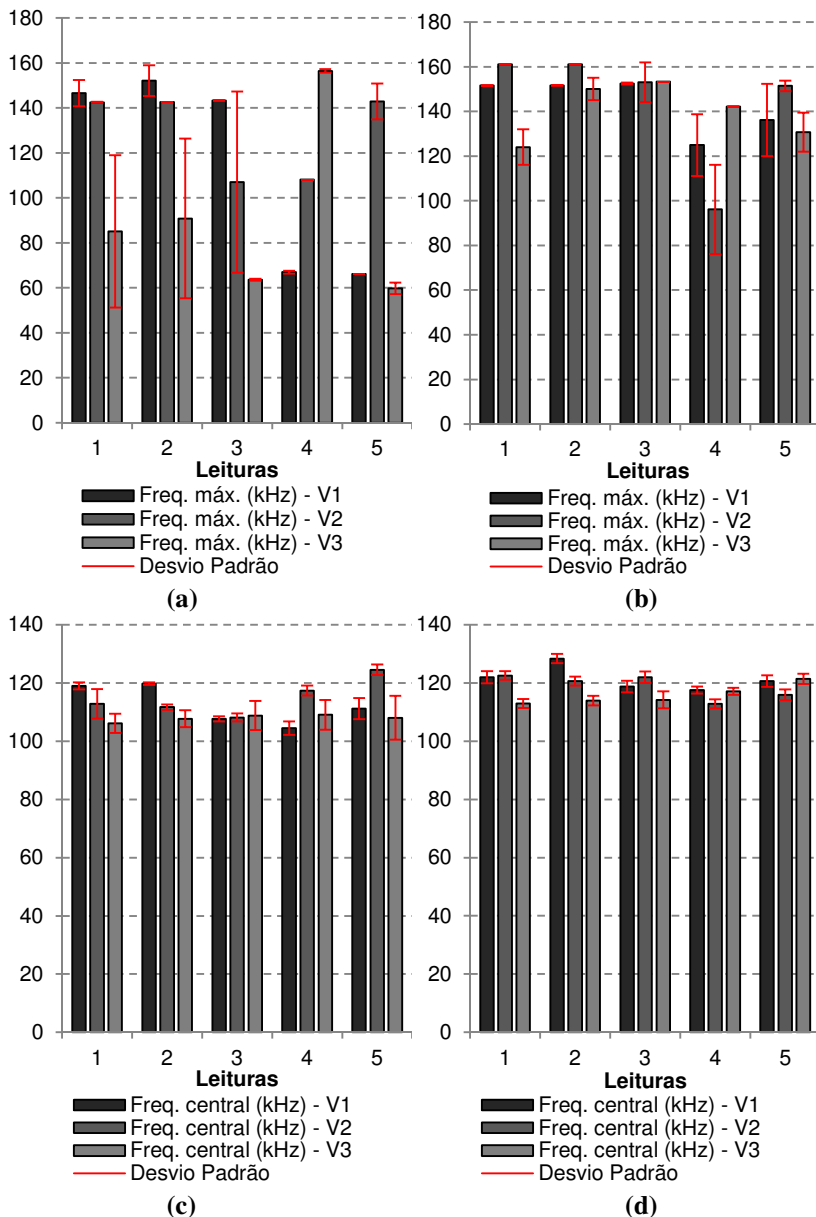 180
160
140
120
100
80
60
40
20
0
1 2 3 4 5
Leituras
Freq. máx. (kHz) - V1
Freq. máx. (kHz) - V2
Freq. máx. (kHz) - V3
Desvio Padrão
(a)
180
160
140
120
100
80
60
40
20
0
1 2 3 4 5
Leituras
Freq. máx. (kHz) - V1
Freq. máx. (kHz) - V2
Freq. máx. (kHz) - V3
Desvio Padrão
(b)
140
120
100
80
60
40
20
0
1 2 3 4 5
Leituras
Freq. central (kHz) - V1
Freq. central (kHz) - V2
Freq. central (kHz) - V3
Desvio Padrão
(c)
140
120
100
80
60
40
20
0
1 2 3 4 5
Leituras
Freq. central (kHz) - V1
Freq. central (kHz) - V2
Freq. central (kHz) - V3
Desvio Padrão
(d)